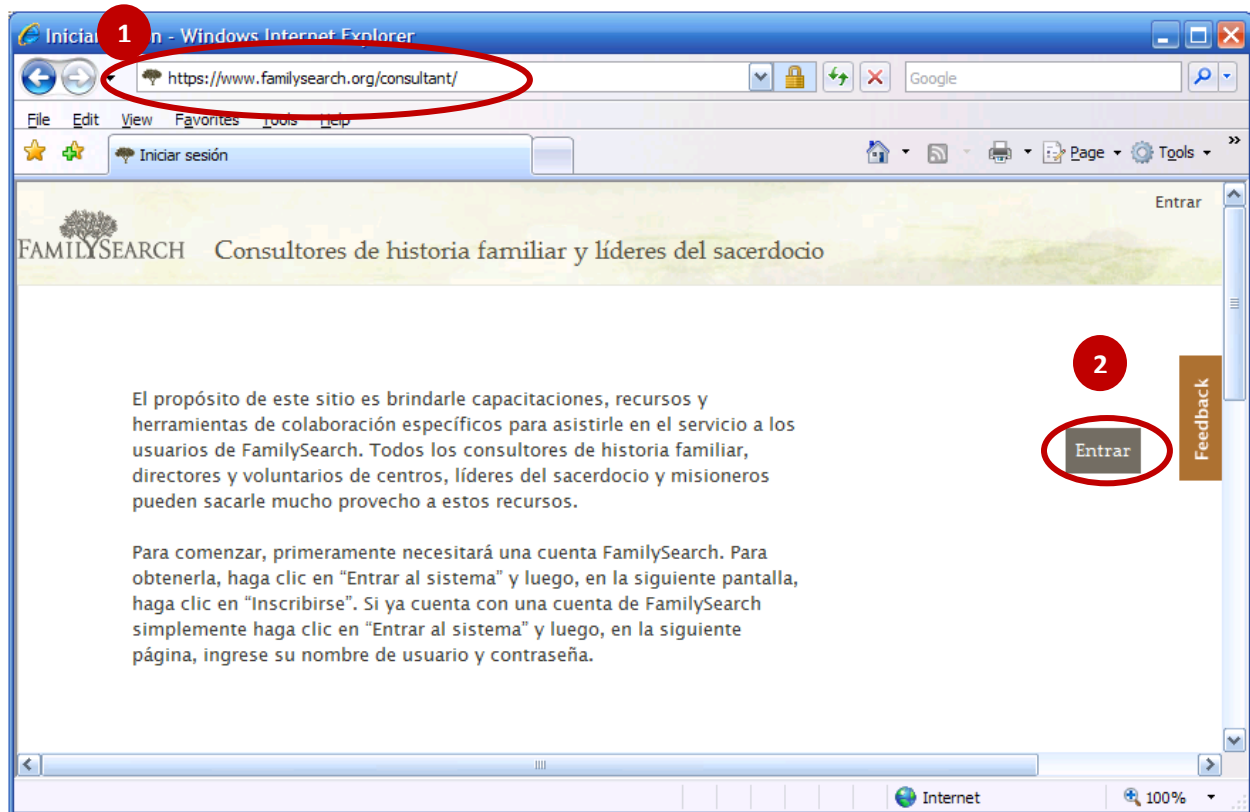 1
Iniciar n - Windows Internet Explorer
https://www.familysearch.org/consultant/
Google
File Edit View Favorites Tools Help
Iniciar sesión
Page Tools »
Entrar
FAMILYSEARCH Consultores de historia familiar y líderes del sacerdocio
2
Feedback
El propósito de este sitio es brindarle capacitaciones, recursos y
herramientas de colaboración específicos para asistirle en el servicio a los
usuarios de FamilySearch. Todos los consultores de historia familiar,
Entrar
directores y voluntarios de centros, líderes del sacerdocio y misioneros
pueden sacarle mucho provecho a estos recursos.
Para comenzar, primeramente necesitará una cuenta FamilySearch. Para
obtenerla, haga clic en “Entrar al sistema” y luego, en la siguiente pantalla,
haga clic en “Inscribirse”. Si ya cuenta con una cuenta de FamilySearch
simplemente haga clic en “Entrar al sistema” y luego, en la siguiente
página, ingrese su nombre de usuario y contraseña.
Internet
100%